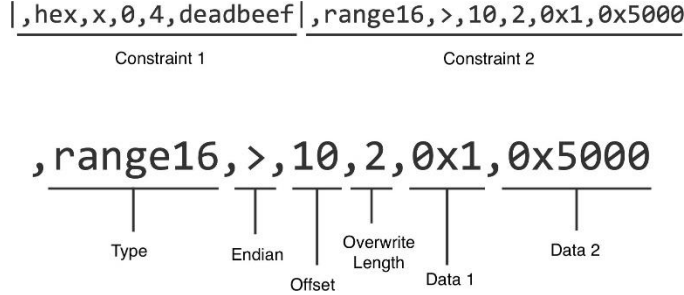 |,hex,x,0,4,deadbeef|,range16,>,10,2,0x1,0x5000
Constraint 1 Constraint 2
,range16,>,10,2,0x1,0x5000
Type Endian Offset Overwrite Length Data 1 Data 2